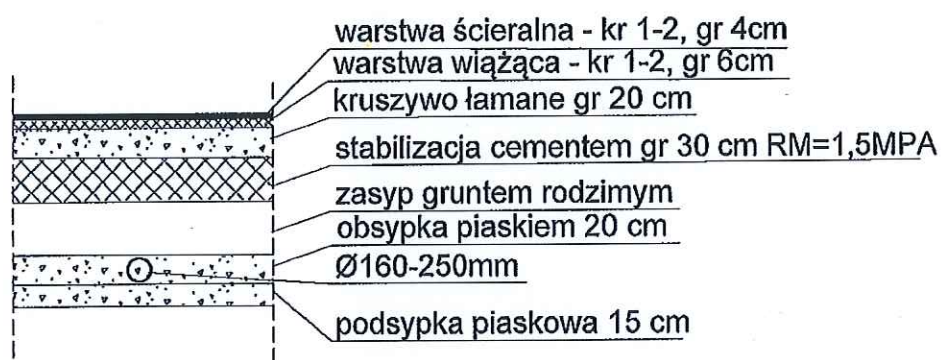 warstwa ścieralna - kr 1-2, gr 4cm
warstwa wiążąca - kr 1-2, gr 6cm
kruszywo łamane gr 20 cm
stabilizacja cementem gr 30 cm RM=1,5MPA
zasyp gruntem rodzimym
obsypka piaskiem 20 cm
Ø160-250mm
podsypka piaskowa 15 cm